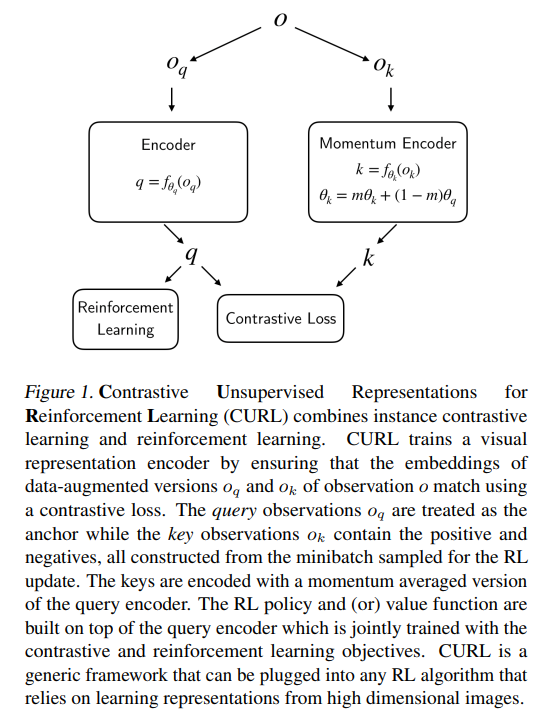 o
o_q o_k
Encoder
q = f_{θ_q}(o_q)
Momentum Encoder
k = f_{θ_k}(o_k)
θ_k = mθ_k + (1 − m)θ_q
q k
Reinforcement
Learning
Contrastive Loss
Figure 1. Contrastive Unsupervised Representations for
Reinforcement Learning (CURL) combines instance contrastive
learning and reinforcement learning. CURL trains a visual
representation encoder by ensuring that the embeddings of
data-augmented versions o_q and o_k of observation o match using
a contrastive loss. The query observations o_q are treated as the
anchor while the key observations o_k contain the positive and
negatives, all constructed from the minibatch sampled for the RL
update. The keys are encoded with a momentum averaged version
of the query encoder. The RL policy and (or) value function are
built on top of the query encoder which is jointly trained with the
contrastive and reinforcement learning objectives. CURL is a
generic framework that can be plugged into any RL algorithm that
relies on learning representations from high dimensional images.